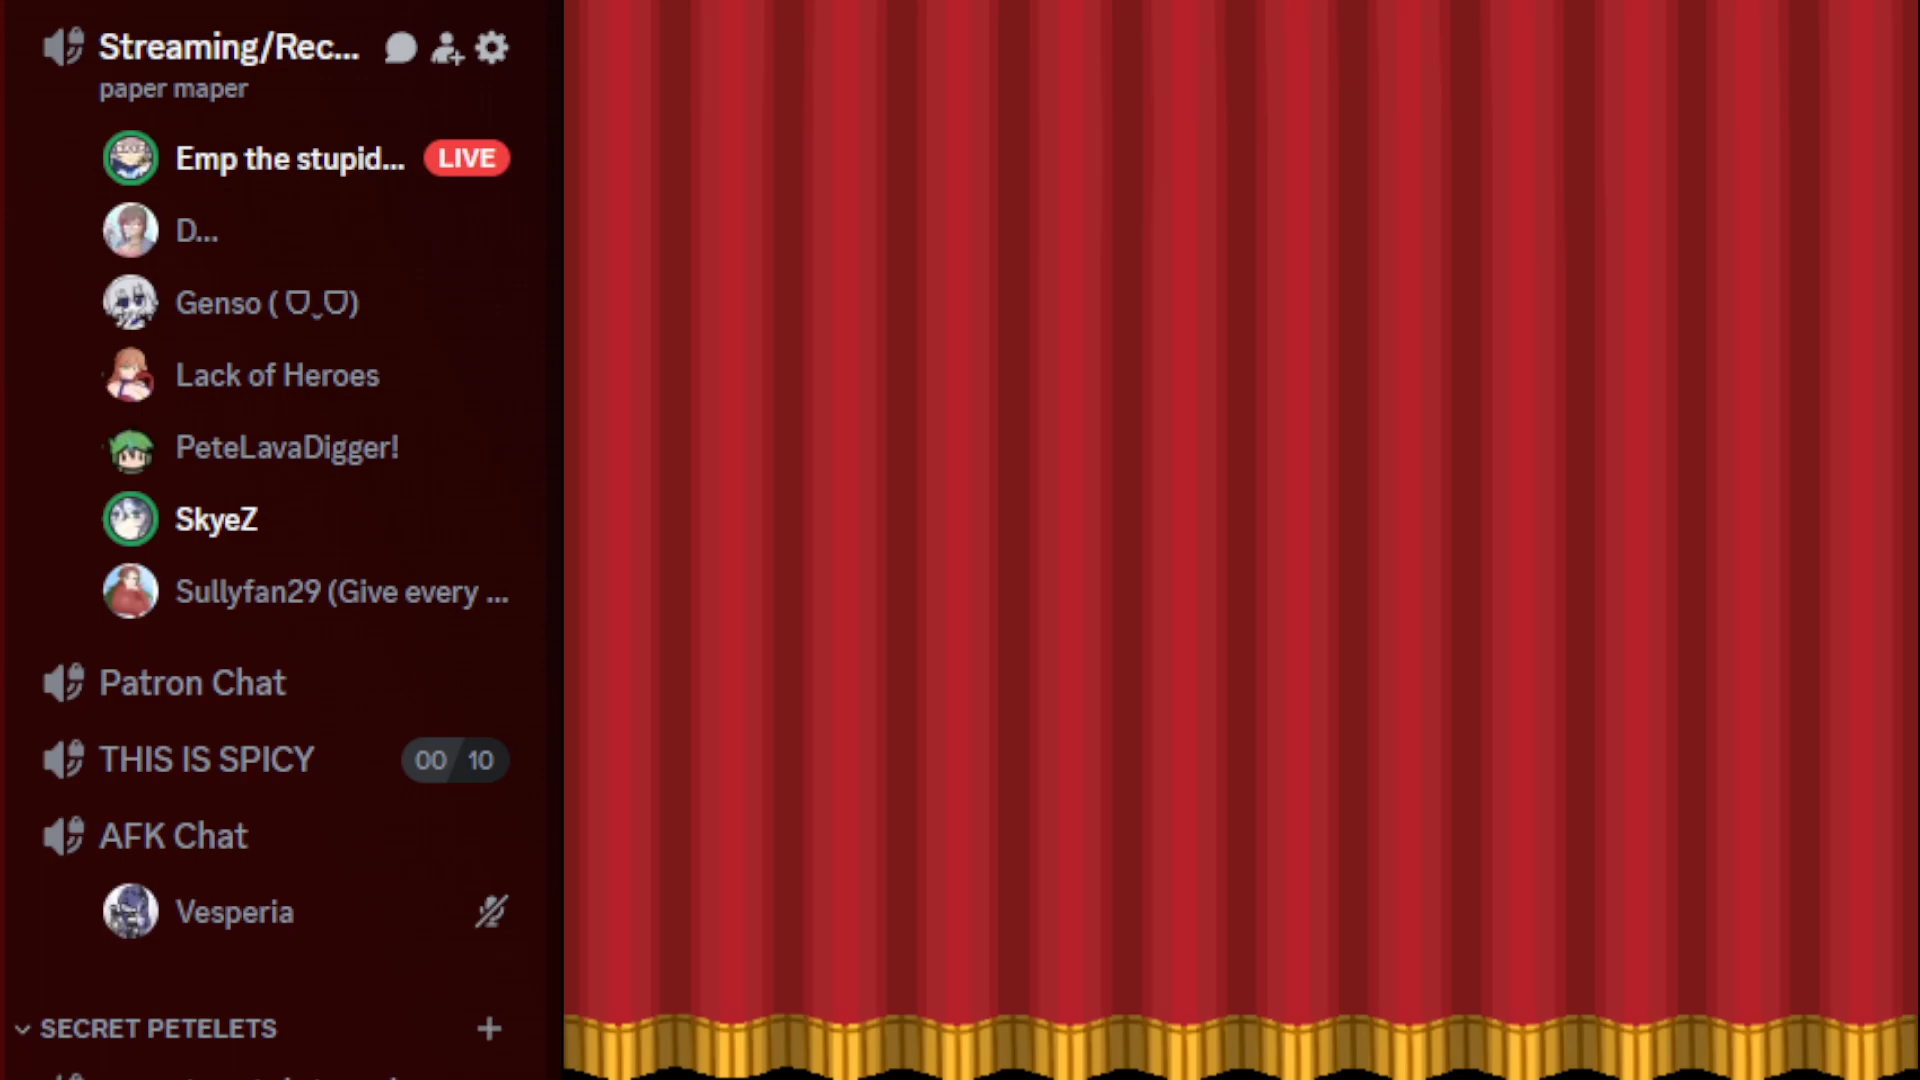 Streaming/Rec...
paper maper
Emp the stupid... LIVE
D...
Genso ( ᗜ‿ᗜ)
Lack of Heroes
PeteLavaDigger!
SkyeZ
Sullyfan29 (Give every ...
Patron Chat
THIS IS SPICY 00 10
AFK Chat
Vesperia
SECRET PETELETS